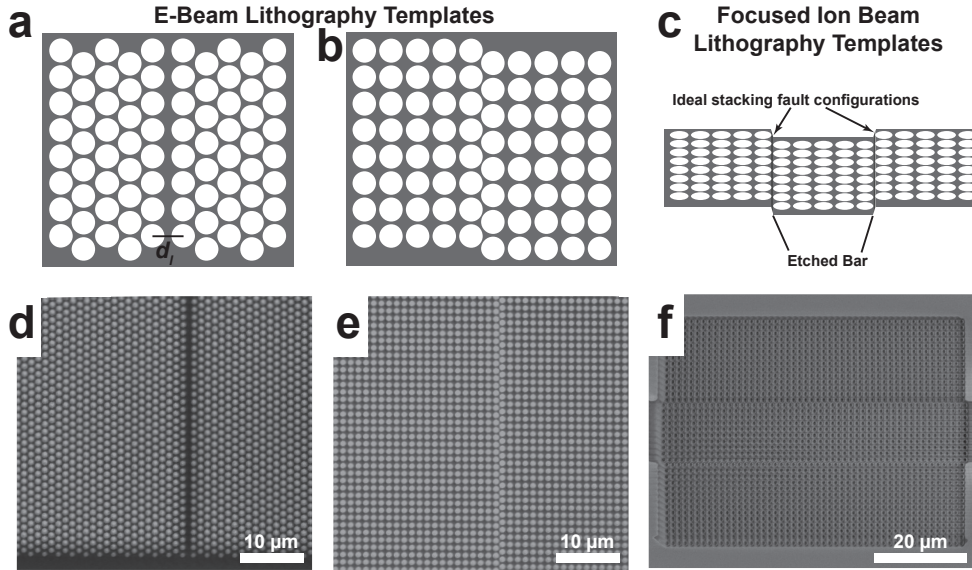 a
E-Beam Lithography Templates
b
c
Focused Ion Beam
Lithography Templates
Ideal stacking fault configurations
d_l
Etched Bar
d
10 µm
e
10 µm
f
20 µm